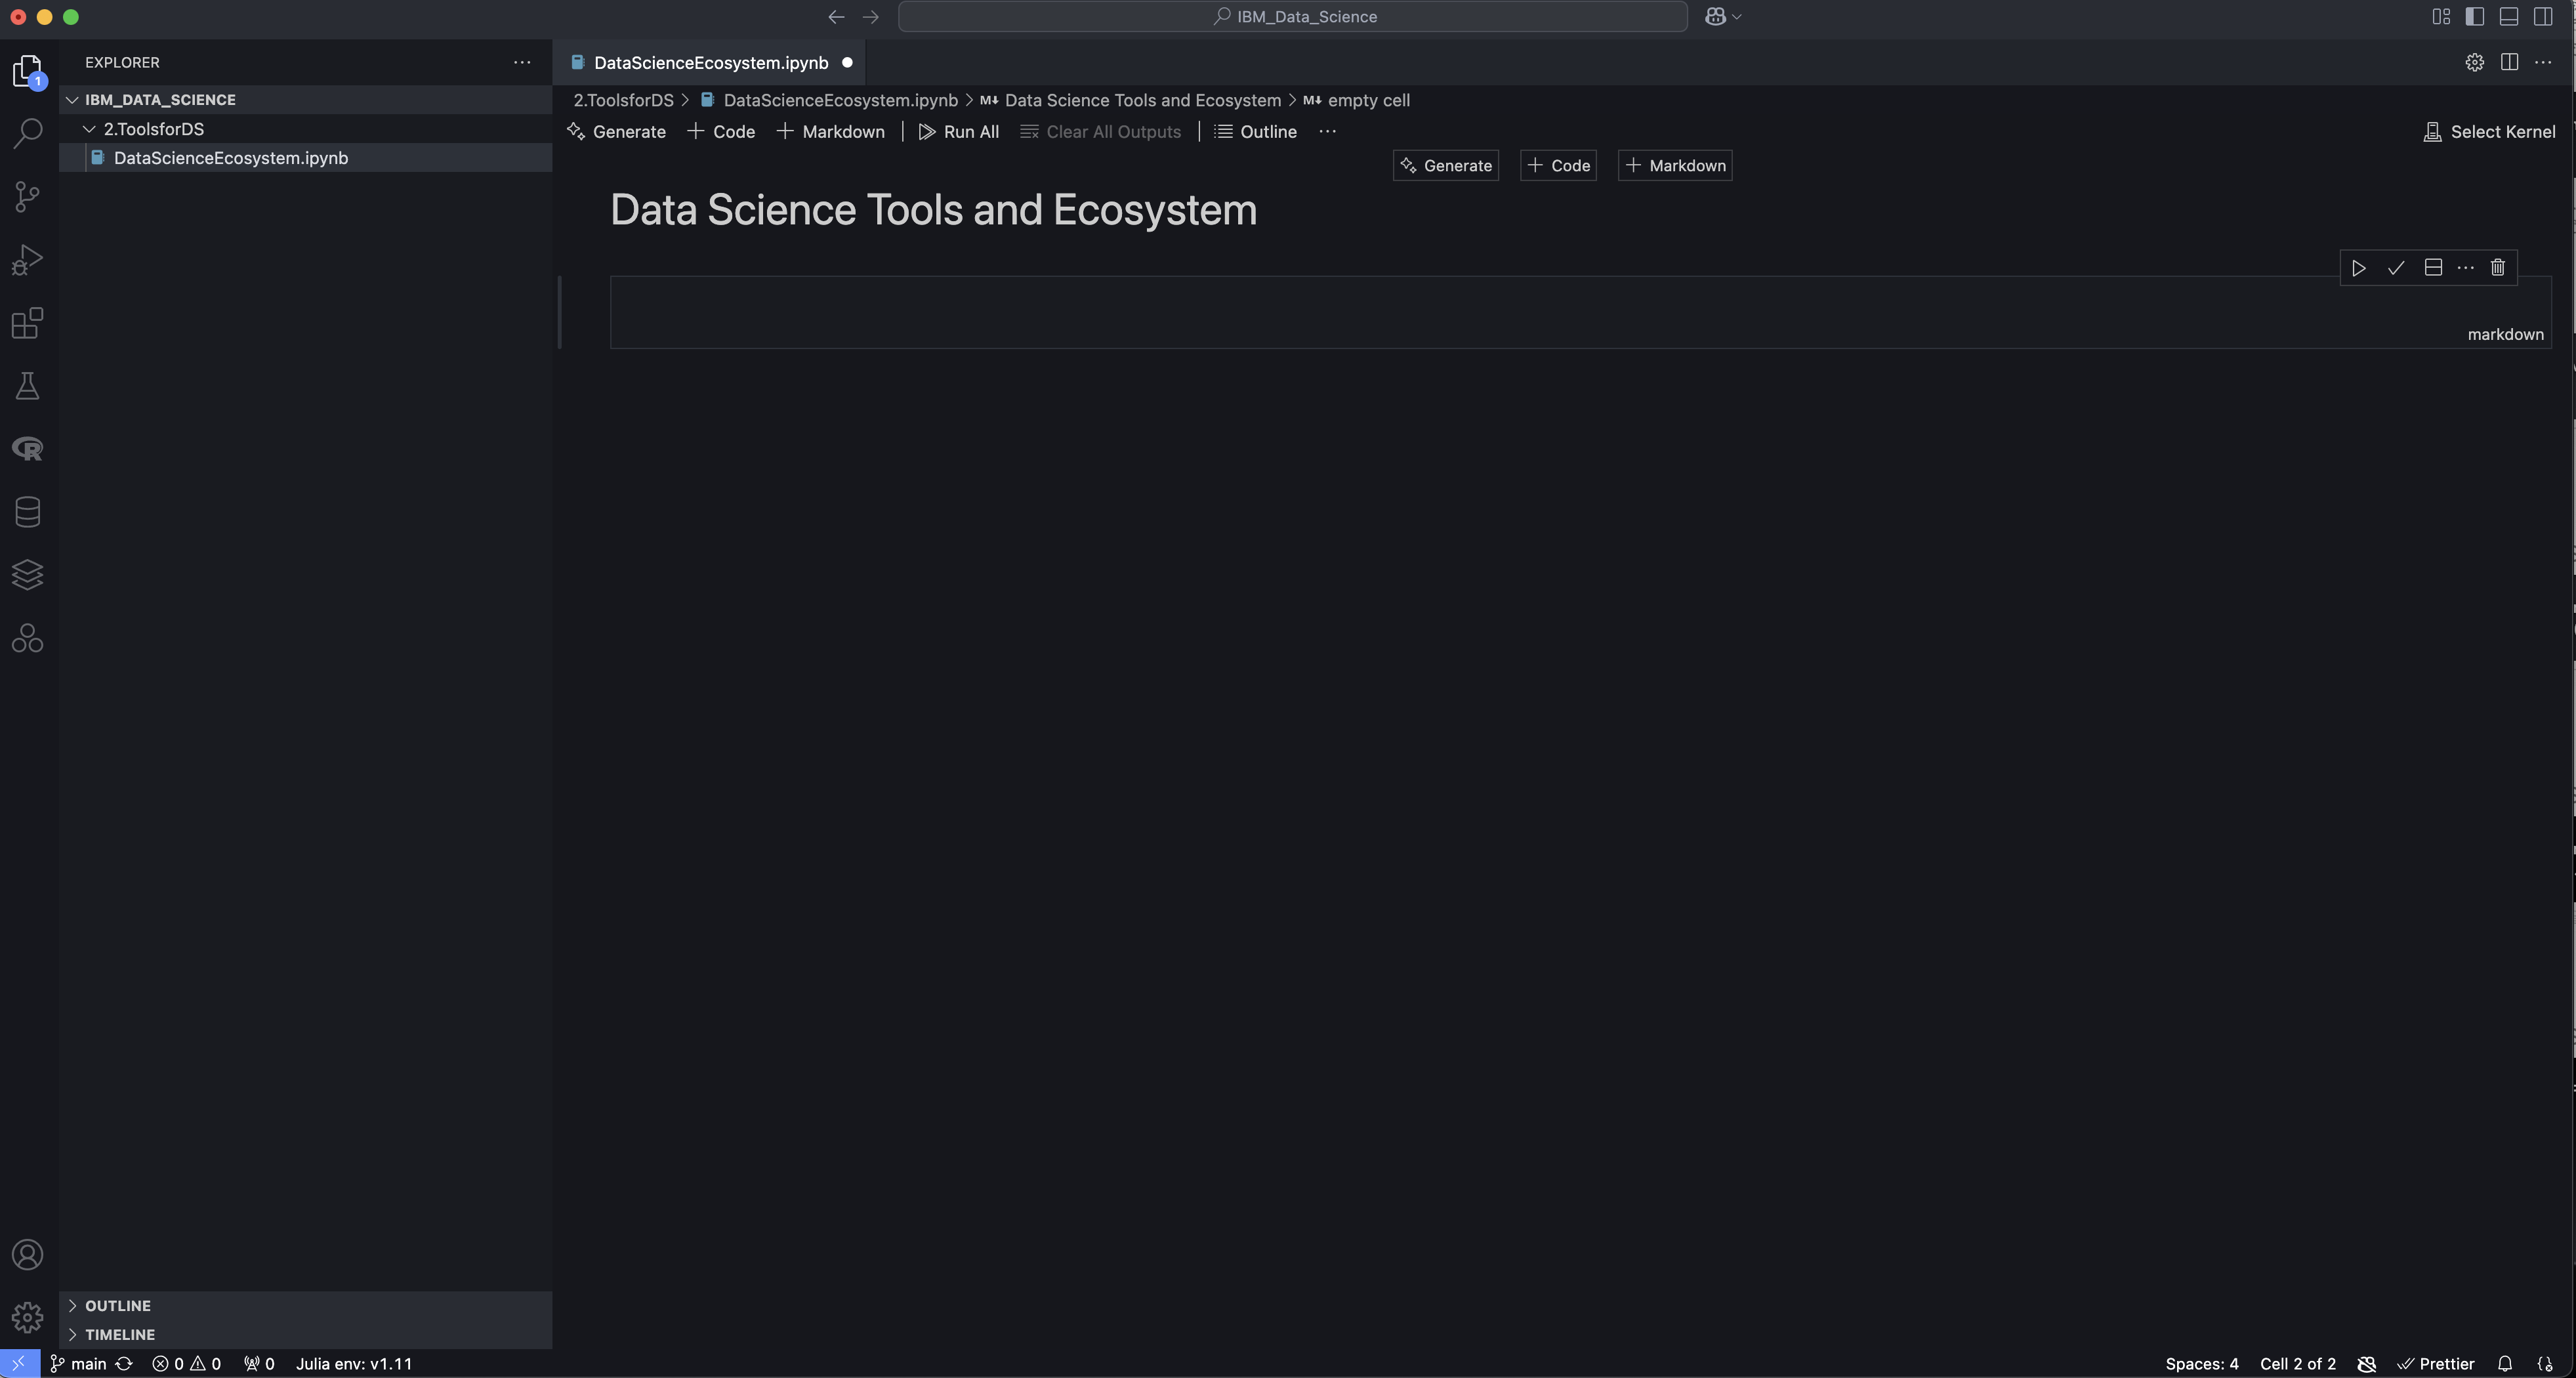 IBM_Data_Science
EXPLORER
1
IBM_DATA_SCIENCE
2.ToolsforDS
DataScienceEcosystem.ipynb
OUTLINE
TIMELINE
DataScienceEcosystem.ipynb
2.ToolsforDS > DataScienceEcosystem.ipynb > M↓ Data Science Tools and Ecosystem > M↓ empty cell
Generate + Code + Markdown | Run All Clear All Outputs | Outline ···
Select Kernel
Generate + Code + Markdown
Data Science Tools and Ecosystem
markdown
main 0 0 0 Julia env: v1.11
Spaces: 4 Cell 2 of 2 Prettier